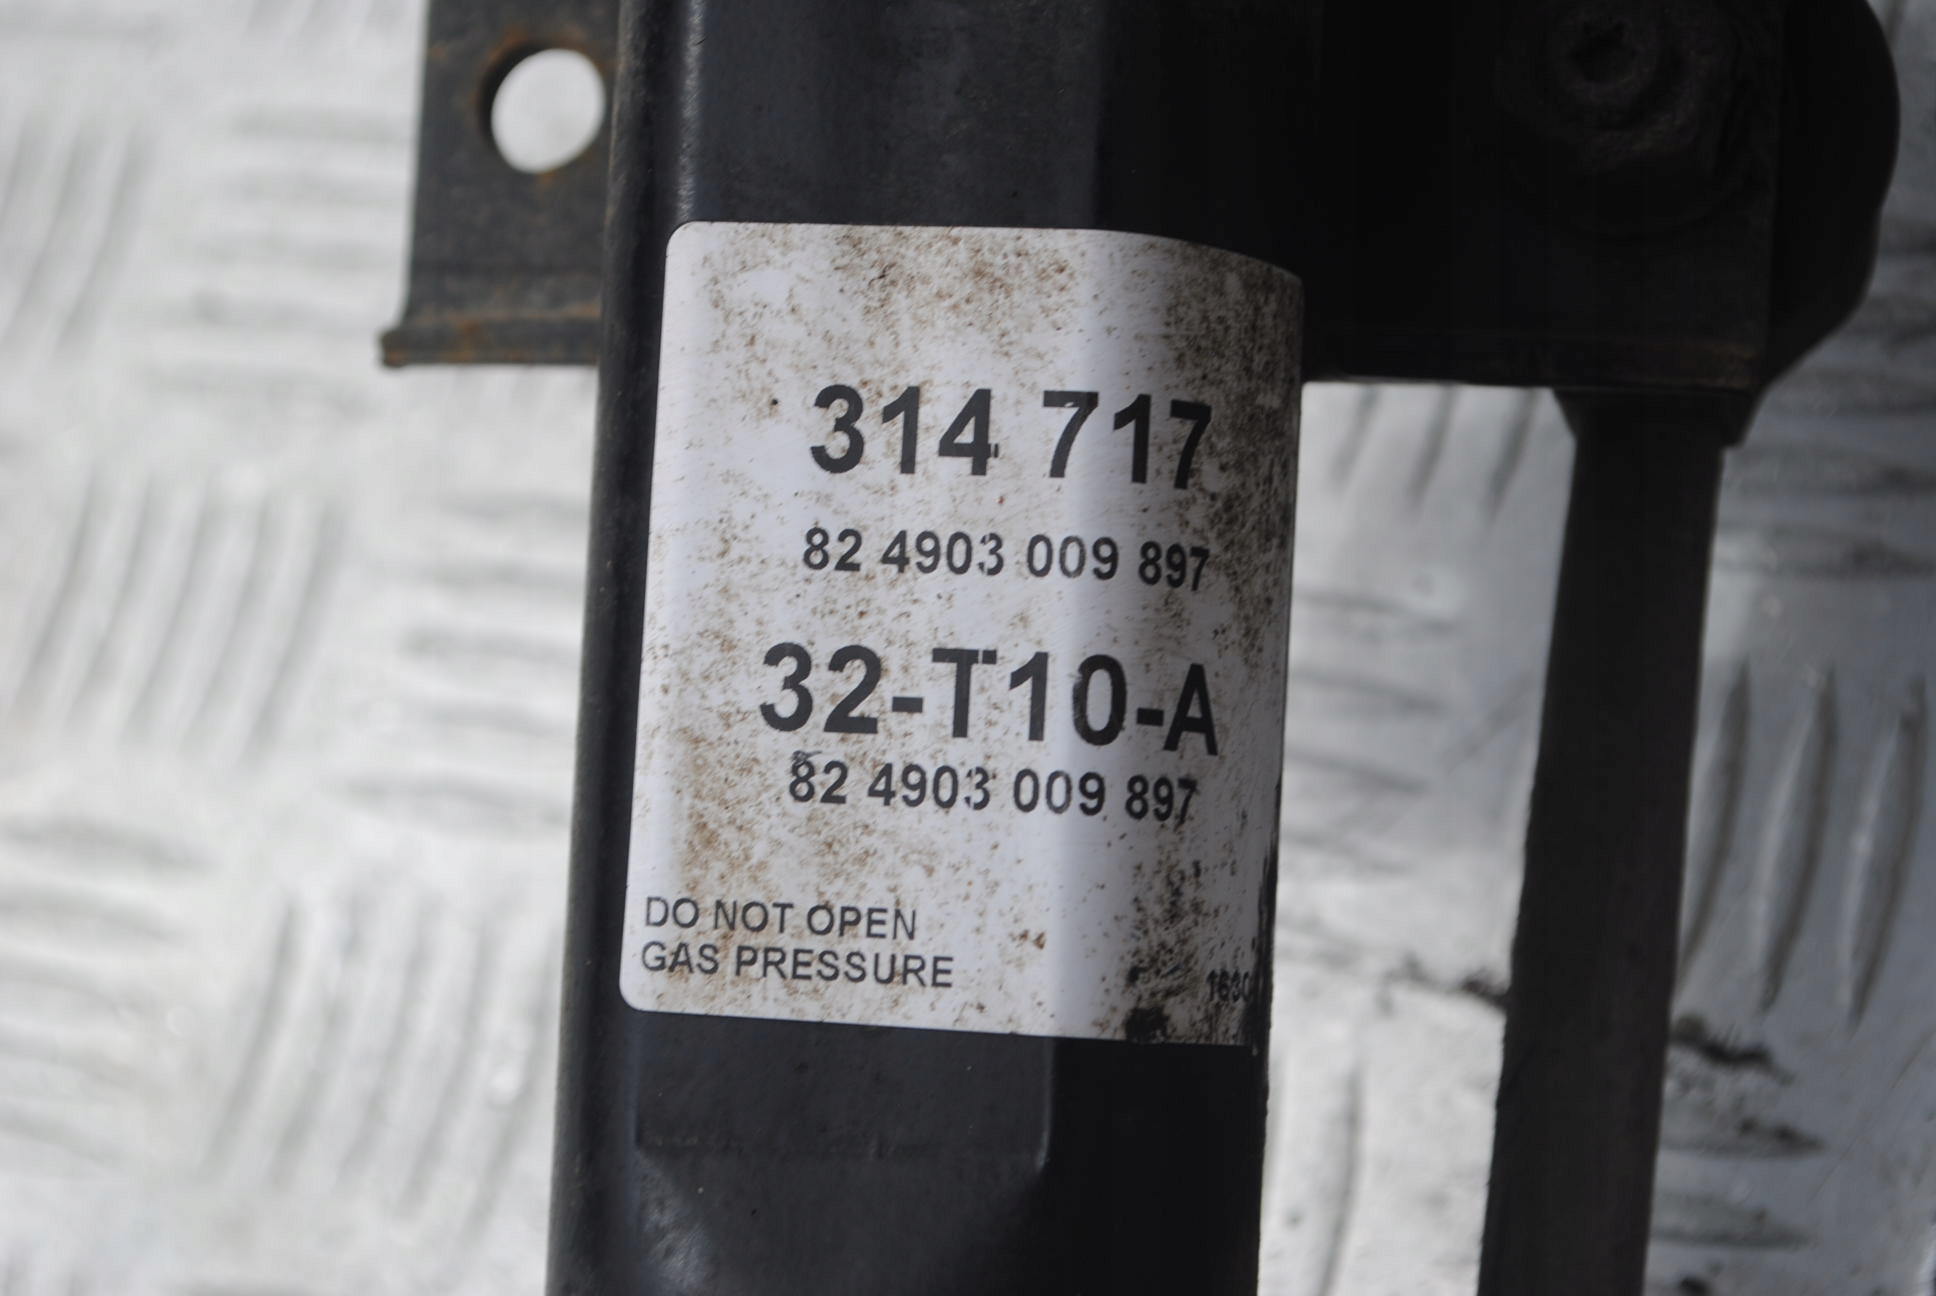 314 717
82 4903 009 897
32-T10-A
82 4903 009 897
DO NOT OPEN
GAS PRESSURE